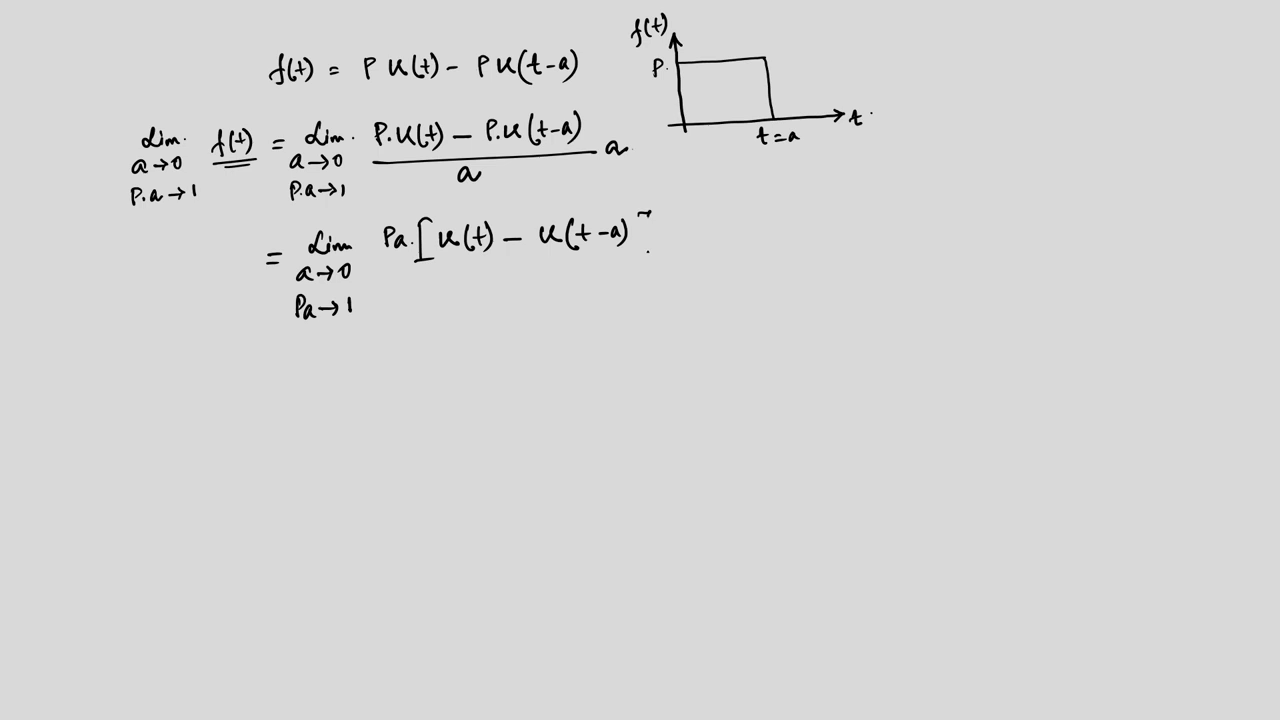 f(t) = P u(t) - P u(t-a)
f(t)
P.
t = a
t
Lim a→0 P.a→1 f(t) = Lim a→0 P.a→1 P.u(t) - P.u(t-a) / a a
= Lim a→0 Pa→1 Pa.[u(t) - u(t-a)